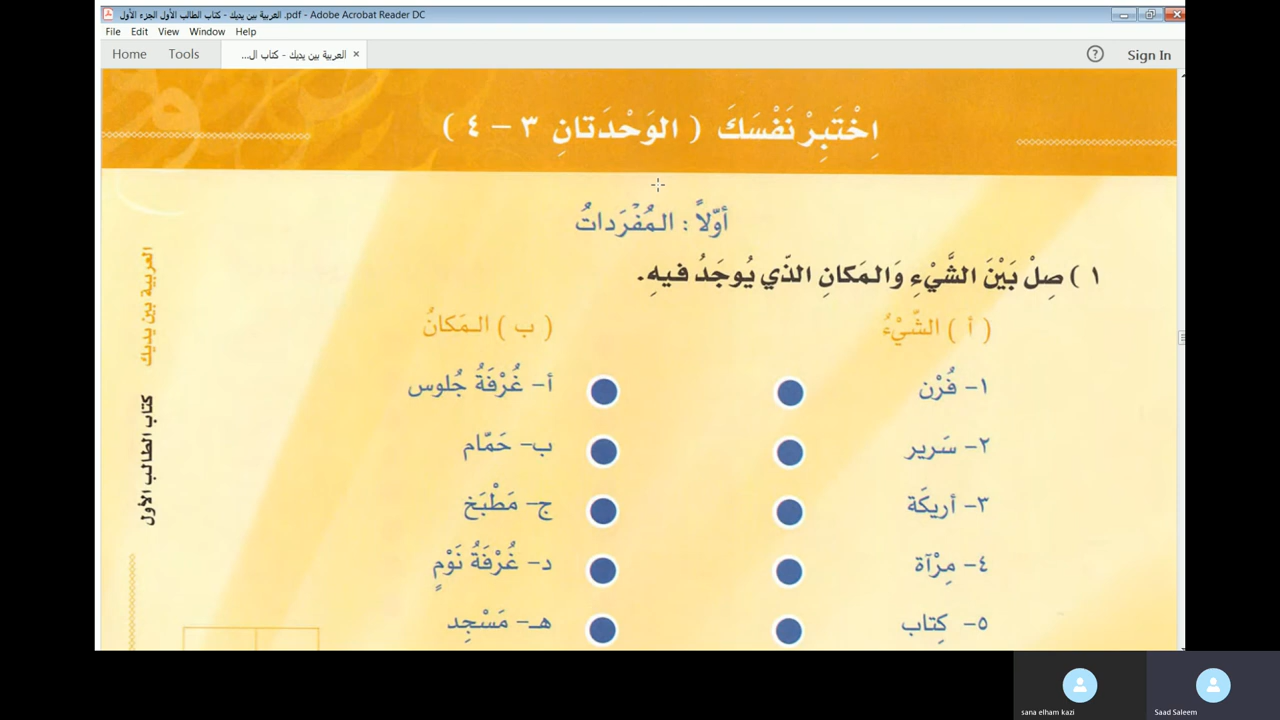 العربية بين يديك - كتاب الطالب الأول الجزء الأول .pdf - Adobe Acrobat Reader DC
File Edit View Window Help
Home Tools العربية بين يديك - كتاب ال... × ? Sign In
اِخْتَبِرْ نَفْسَكَ ( الوَحْدَتانِ ٣ – ٤ )
أوّلاً : المُفْرَداتُ
١ ) صِلْ بَيْنَ الشَّيْءِ وَالمَكانِ الذّي يُوجَدُ فيهِ.
( أ ) الشَّيْءُ ( ب ) المَكانُ
١- فُرْن أ- غُرْفَةُ جُلوس
٢- سَرير ب- حَمّام
٣- أريكَة ج- مَطْبَخ
٤- مِرْآة د- غُرْفَةُ نَوْمٍ
٥- كِتاب هـ- مَسْجِد
العربية بين يديك كتاب الطالب الأول
sana elham kazi Saad Saleem